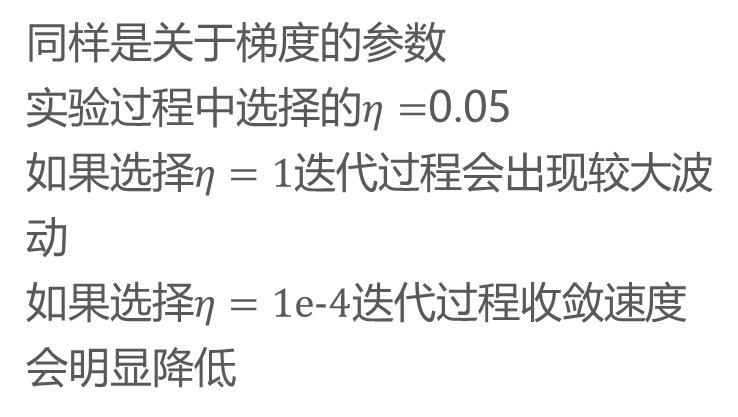 同样是关于梯度的参数
实验过程中选择的η =0.05
如果选择η = 1迭代过程会出现较大波
动
如果选择η = 1e-4迭代过程收敛速度
会明显降低